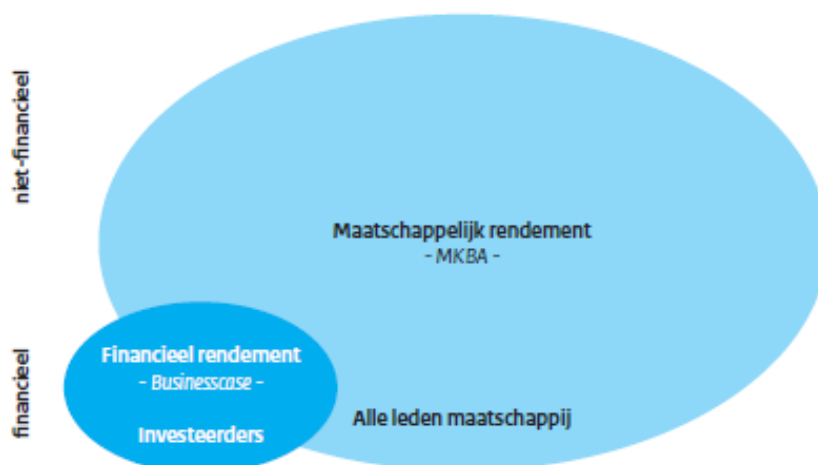 niet-financieel
Maatschappelijk rendement
- MKBA -
financieel
Financieel rendement
- Businesscase -
Investeerders
Alle leden maatschappij